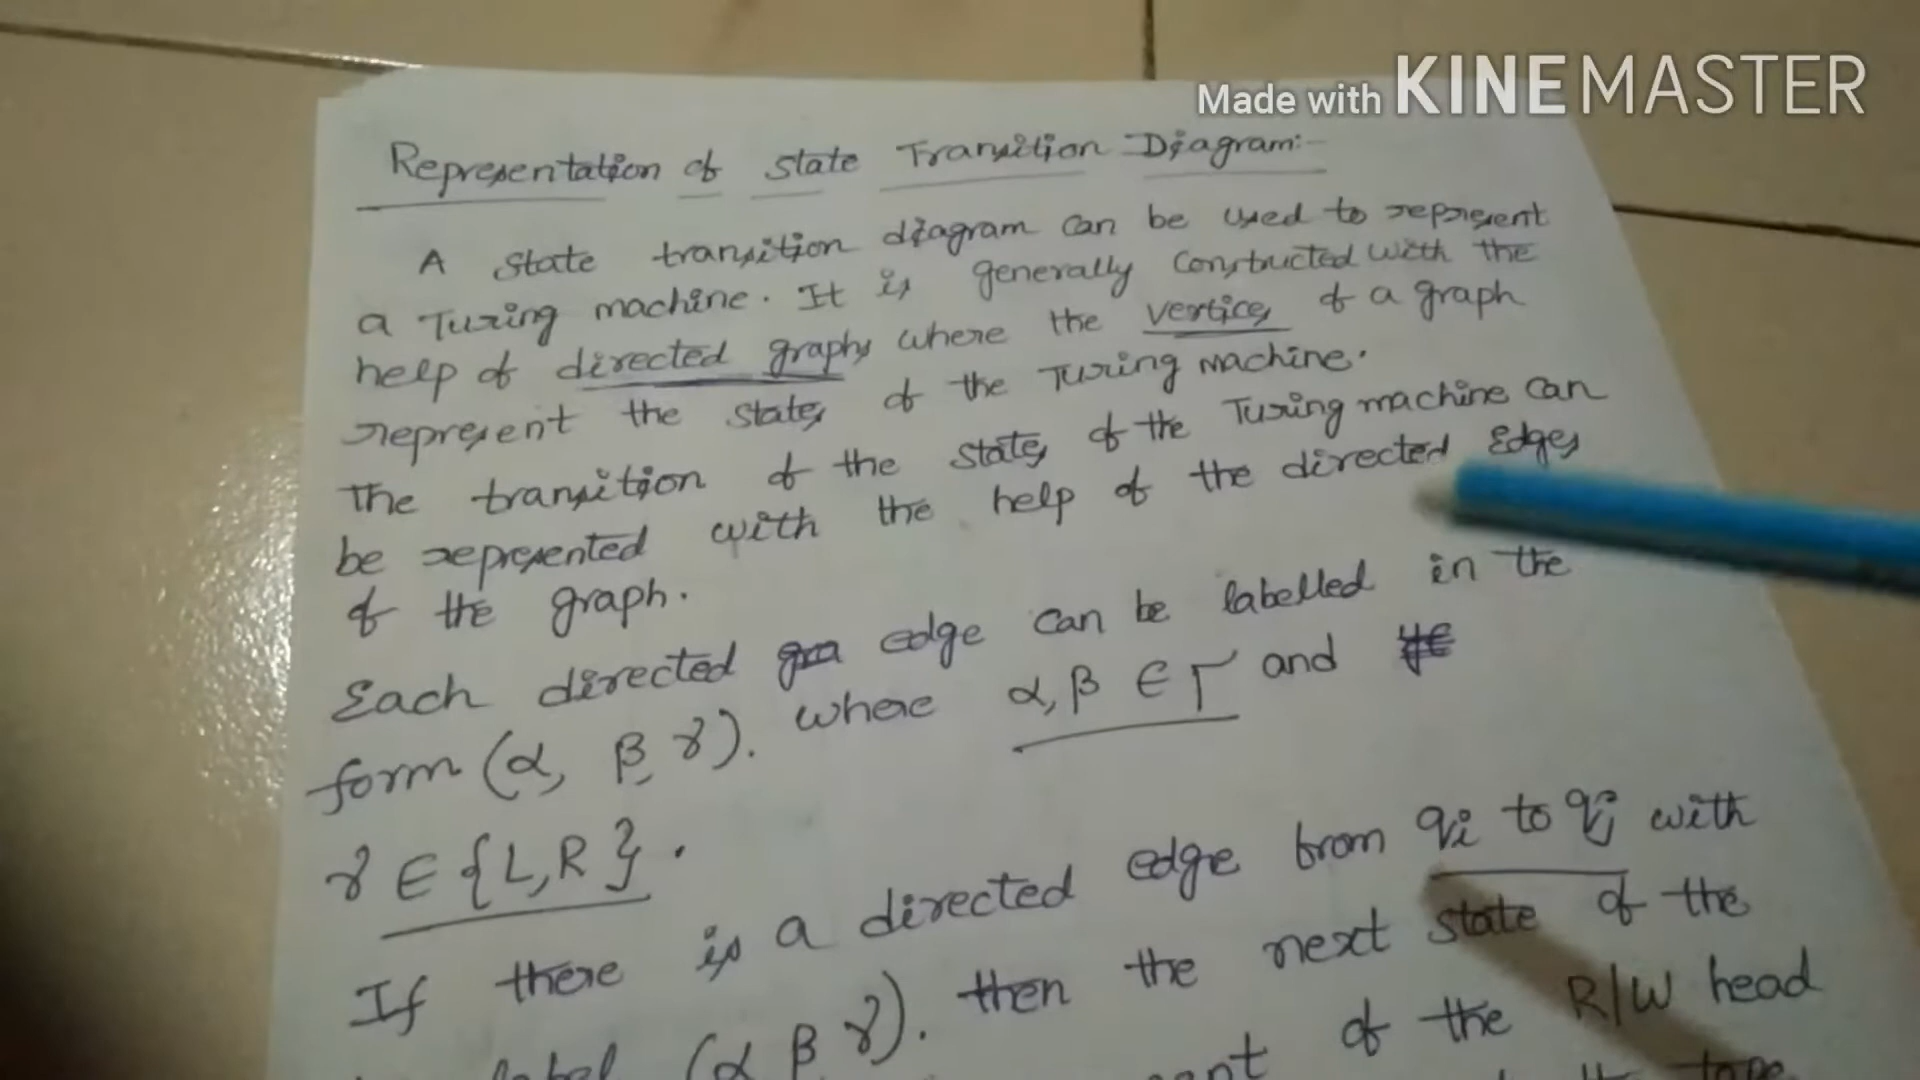 Made with KINEMASTER
Representation of state Transition Diagram:-
A state transition diagram can be used to represent
a Turing machine. It is generally constructed with the
help of directed graphs where the vertices of a graph
represent the states of the Turing machine.
The transition of the states of the Turing machine can
be represented with the help of the directed Edges
of the graph.
Each directed edge can be labelled in the
form (α, β, γ). where α, β ∈ Γ and
γ ∈ {L, R}.
If there is a directed edge from qi to qj with
label (α β γ). then the next state of the
of the R/W head
tape